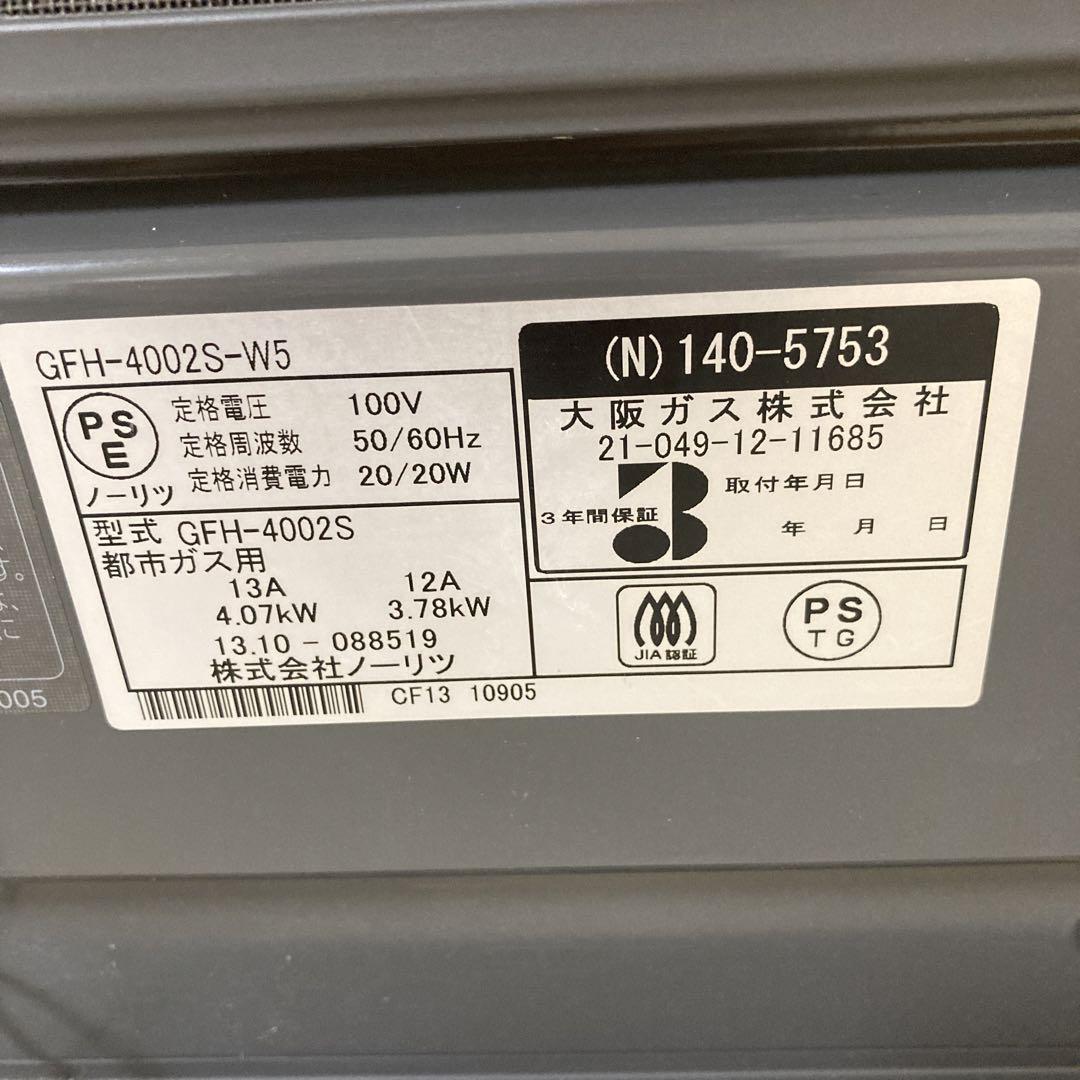 GFH-4002S-W5
PS
E
ノーリツ
定格電圧 100V
定格周波数 50/60Hz
定格消費電力 20/20W
型式 GFH-4002S
都市ガス用
13A 12A
4.07kW 3.78kW
13.10 - 088519
株式会社ノーリツ
CF13 10905
(N) 140-5753
大阪ガス株式会社
21-049-12-11685
3年間保証
取付年月日
年 月 日
JIA認証
PS
TG
す。
に
005